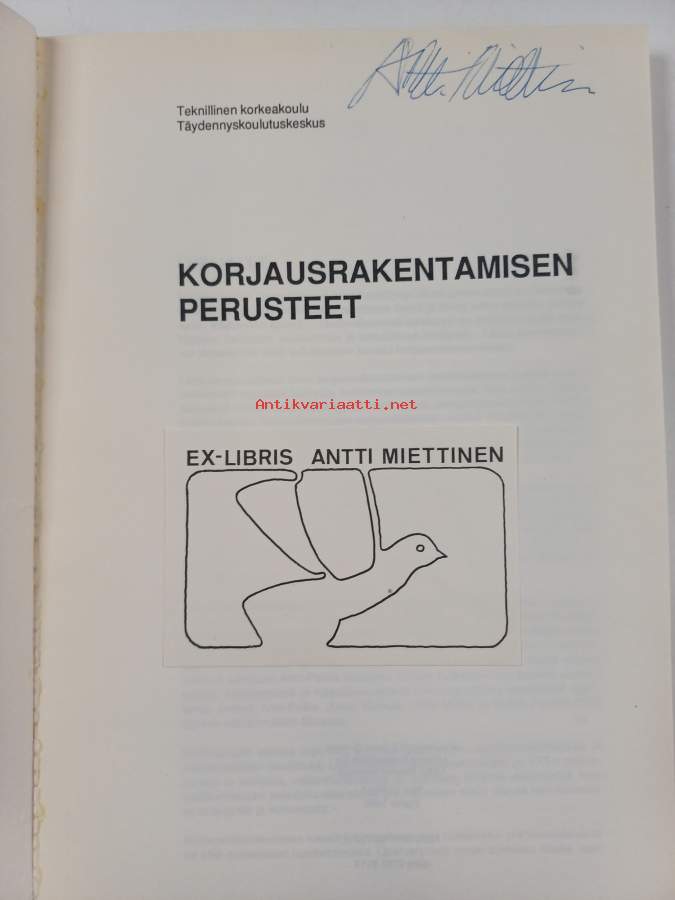 Antti Miettinen
Teknillinen korkeakoulu
Täydennyskoulutuskeskus
KORJAUSRAKENTAMISEN
PERUSTEET
Antikvariaatti.net
EX-LIBRIS ANTTI MIETTINEN